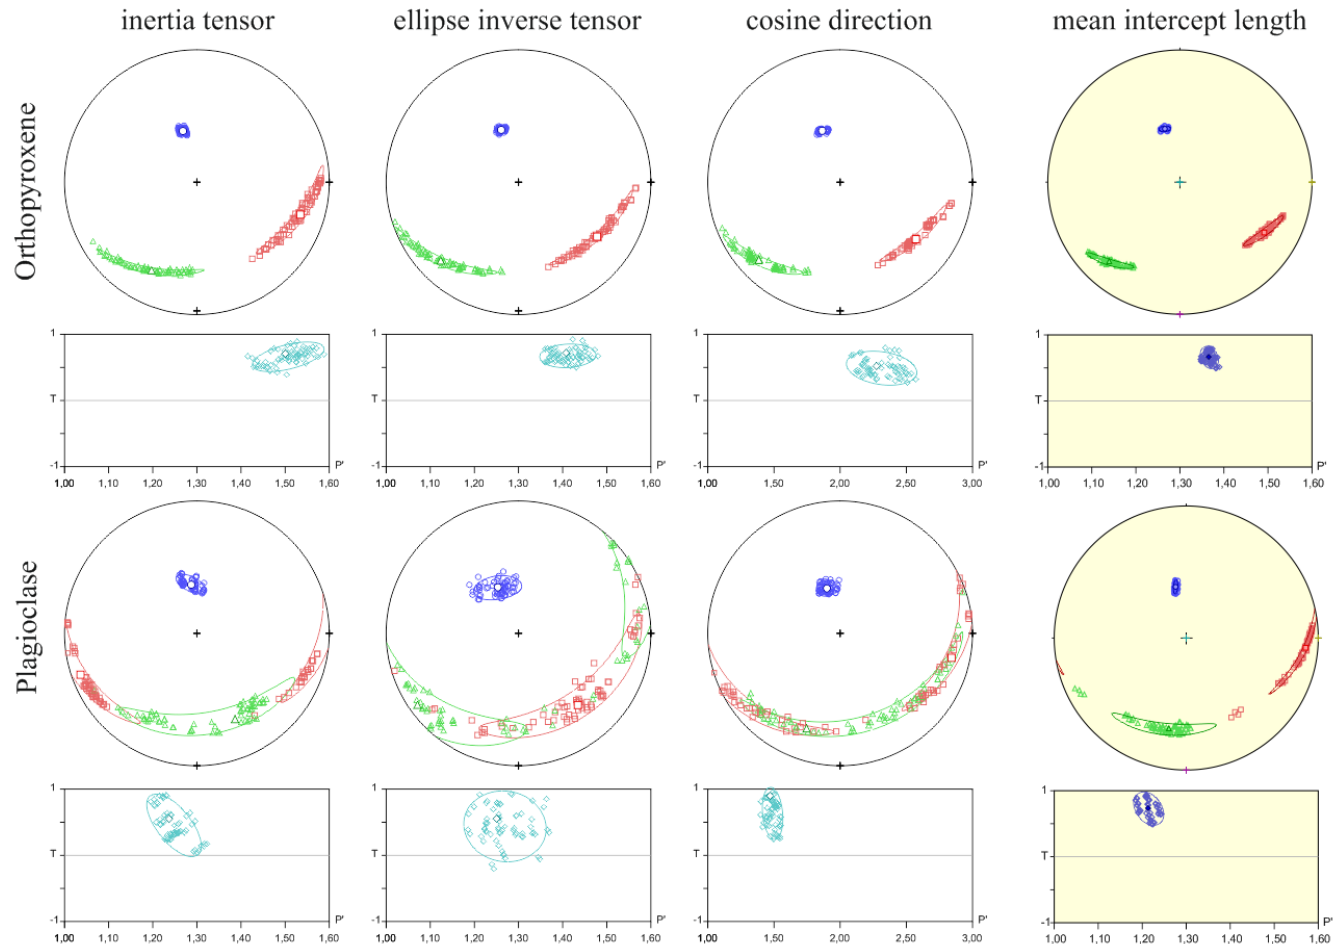 inertia tensor
ellipse inverse tensor
cosine direction
mean intercept length
Orthopyroxene
1
1
1
1
T
T
T
T
-1
-1
-1
-1
P'
P'
P'
P'
1,00 1,10 1,20 1,30 1,40 1,50 1,60
1,00 1,10 1,20 1,30 1,40 1,50 1,60
1,00 1,50 2,00 2,50 3,00
1,00 1,10 1,20 1,30 1,40 1,50 1,60
Plagioclase
1
1
1
1
T
T
T
T
-1
-1
-1
-1
P'
P'
P'
P'
1,00 1,10 1,20 1,30 1,40 1,50 1,60
1,00 1,10 1,20 1,30 1,40 1,50 1,60
1,00 1,50 2,00 2,50 3,00
1,00 1,10 1,20 1,30 1,40 1,50 1,60